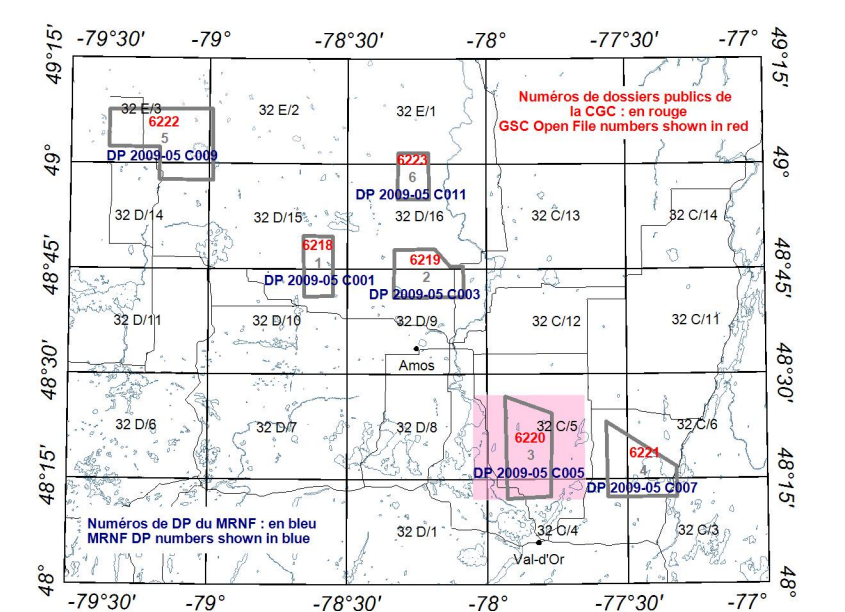 -79°30'
-79°
-78°30'
-78°
-77°30'
-77°
49°15'
49°15'
32 E/3
32 E/2
32 E/1
Numéros de dossiers publics de
la CGC : en rouge
GSC Open File numbers shown in red
6222
5
DP 2009-05 C009
49°
49°
6223
6
DP 2009-05 C011
32 D/14
32 D/15
32 D/16
32 C/13
32 C/14
6218
1
DP 2009-05 C001
6219
2
DP 2009-05 C003
48°45'
48°45'
32 D/11
32 D/10
32 D/9
32 C/12
32 C/11
Amos
48°30'
48°30'
32 D/6
32 D/7
32 D/8
32 C/5
32 C/6
6220
3
DP 2009-05 C005
6221
4
DP 2009-05 C007
48°15'
48°15'
Numéros de DP du MRNF : en bleu
MRNF DP numbers shown in blue
32 D/1
32 C/4
32 C/3
Val-d'Or
48°
48°
-79°30'
-79°
-78°30'
-78°
-77°30'
-77°